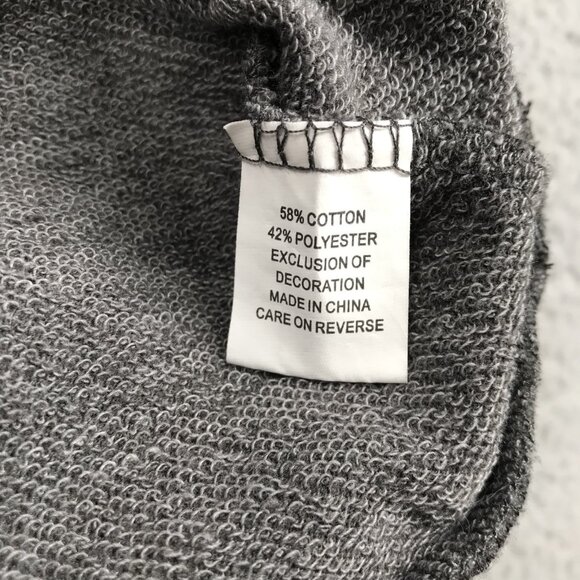 58% COTTON
42% POLYESTER
EXCLUSION OF
DECORATION
MADE IN CHINA
CARE ON REVERSE